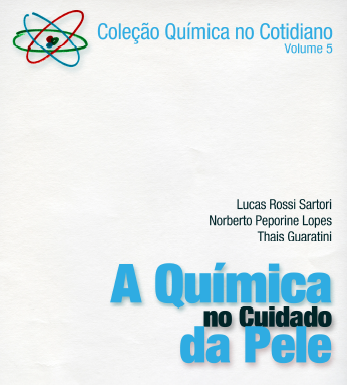 Coleção Química no Cotidiano
Volume 5
Lucas Rossi Sartori
Norberto Peporine Lopes
Thais Guaratini
A Química
no Cuidado
da Pele